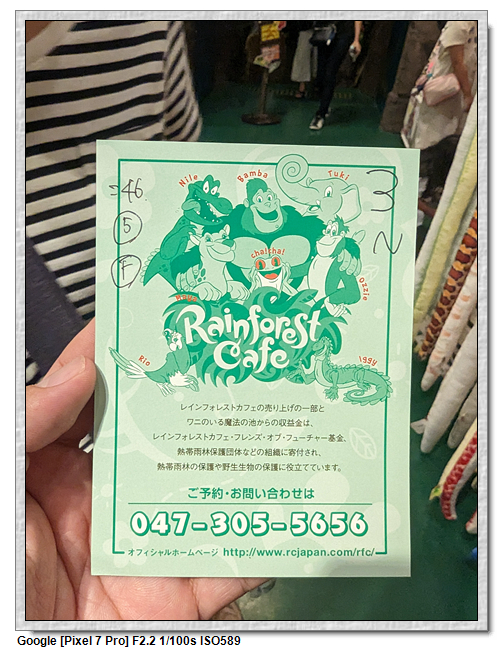 Nile
Bamba
Tuki
:46
5
F
3
N
chalchal
Ozzie
Rio
Iggy
Rainforest
Cafe
レインフォレストカフェの売り上げの一部と
ワニのいる魔法の池からの収益金は、
レインフォレストカフェ・フレンズ・オブ・フューチャー基金、
熱帯雨林保護団体などの組織に寄付され、
熱帯雨林の保護や野生生物の保護に役立てています。
ご予約・お問い合わせは
047-305-5656
オフィシャルホームページ http://www.rcjapan.com/rfc/
Google [Pixel 7 Pro] F2.2 1/100s ISO589